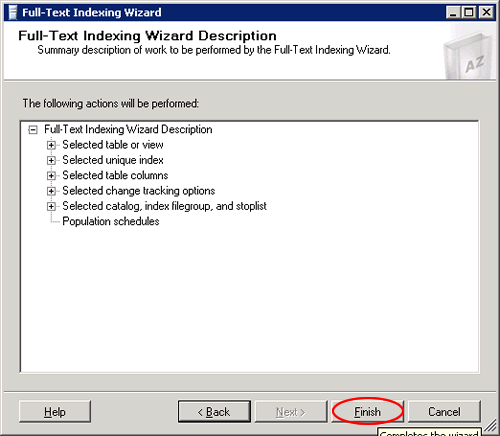 Full-Text Indexing Wizard
Full-Text Indexing Wizard Description
Summary description of work to be performed by the Full-Text Indexing Wizard.
AZ
The following actions will be performed:
Full-Text Indexing Wizard Description
Selected table or view
Selected unique index
Selected table columns
Selected change tracking options
Selected catalog, index filegroup, and stoplist
Population schedules
Help
< Back
Next >
Finish
Cancel
Completes the wizard